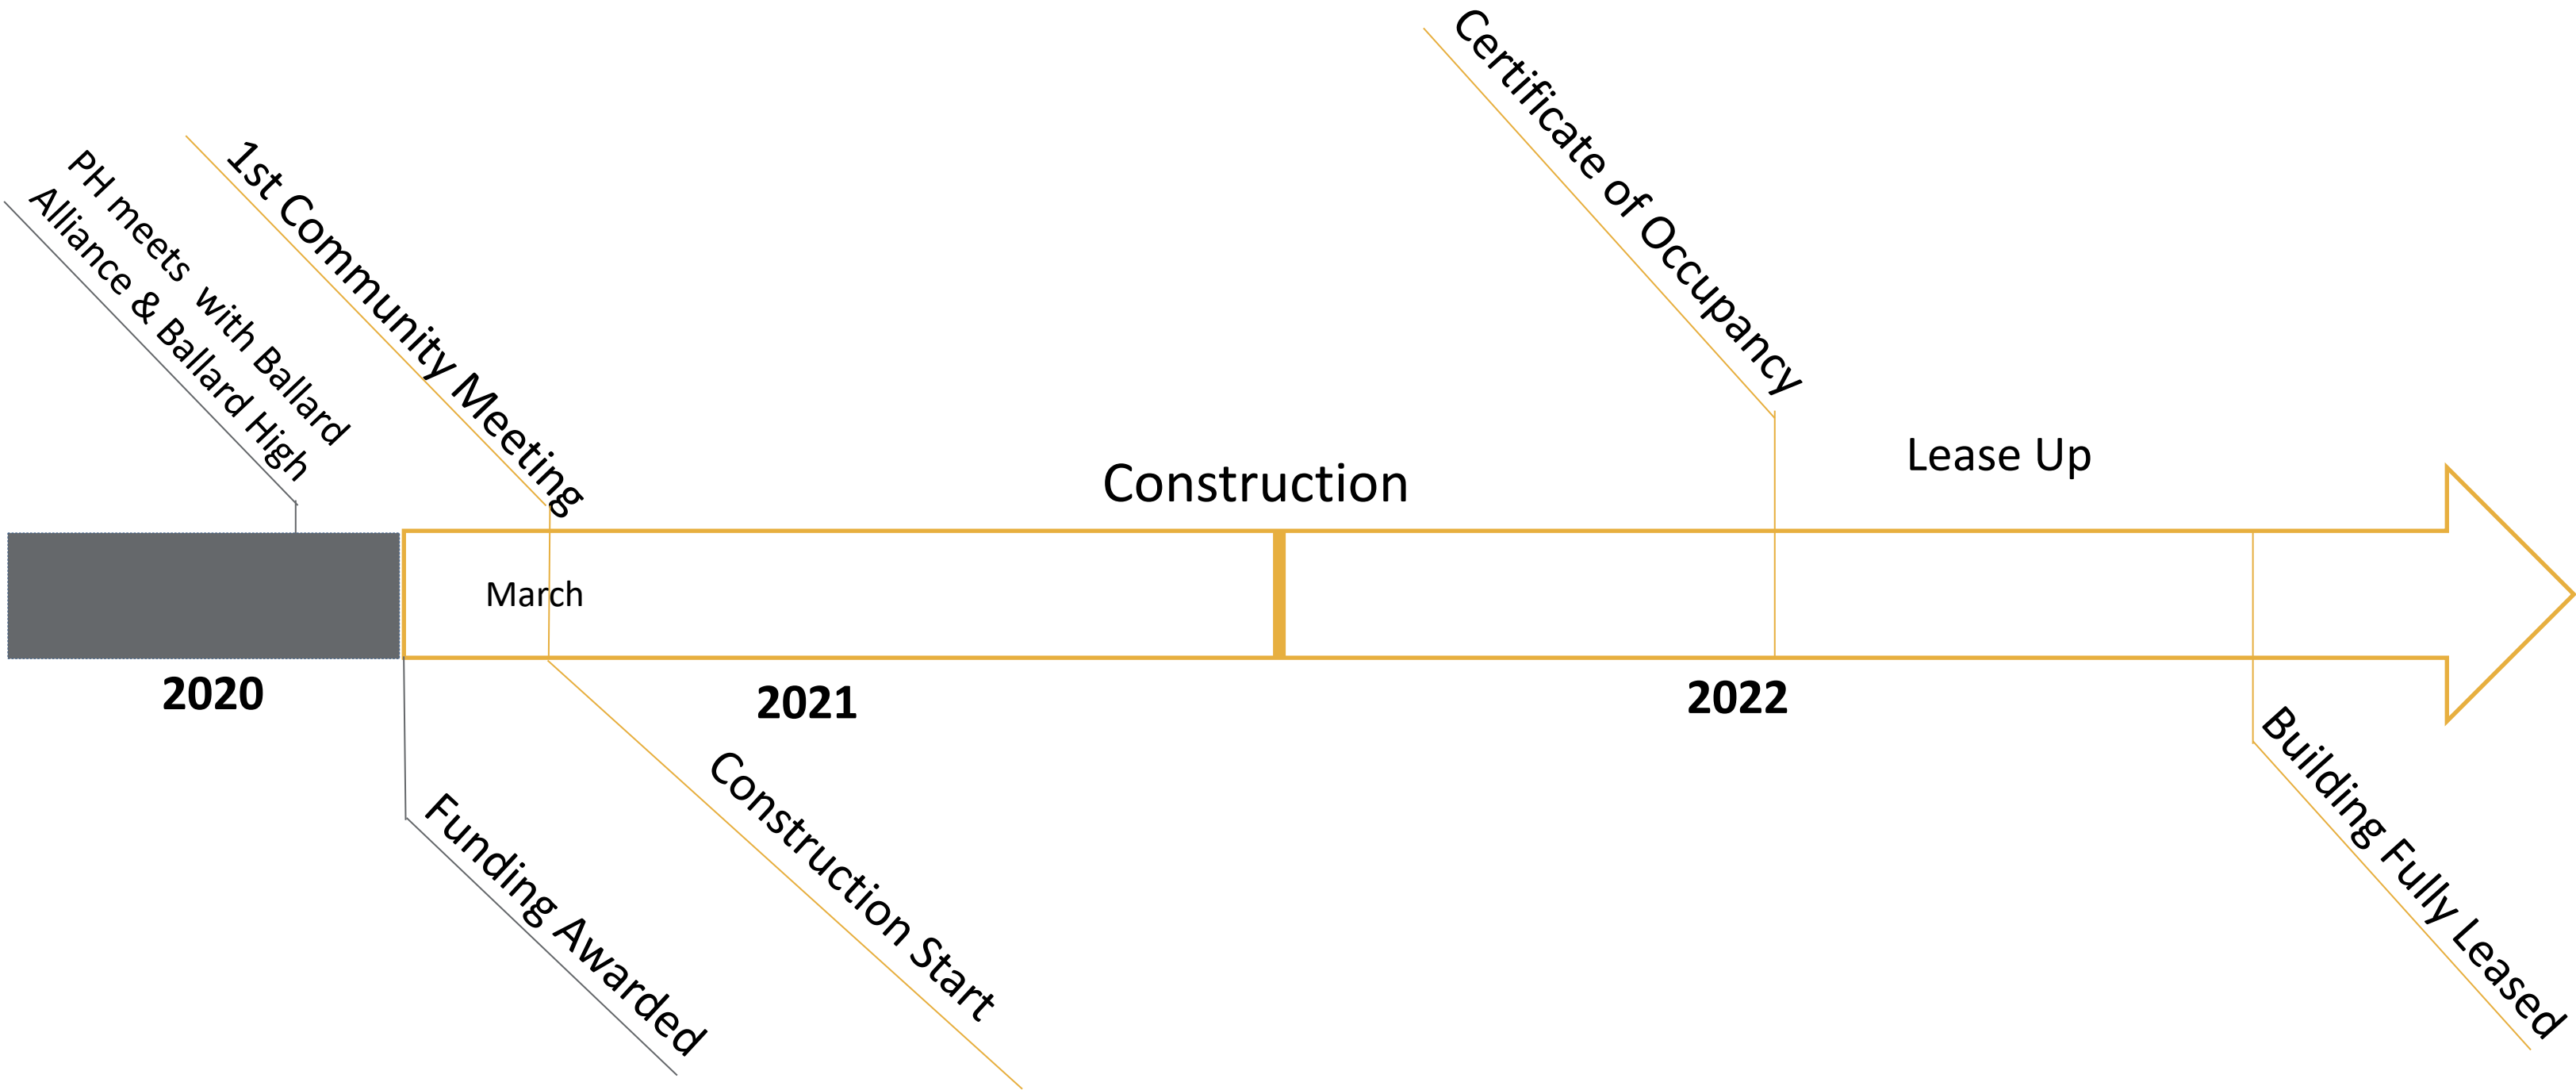 PH meets with Ballard
Alliance & Ballard High
1st Community Meeting
Certificate of Occupancy
Construction
Lease Up
March
2020
2021
2022
Funding Awarded
Construction Start
Building Fully Leased